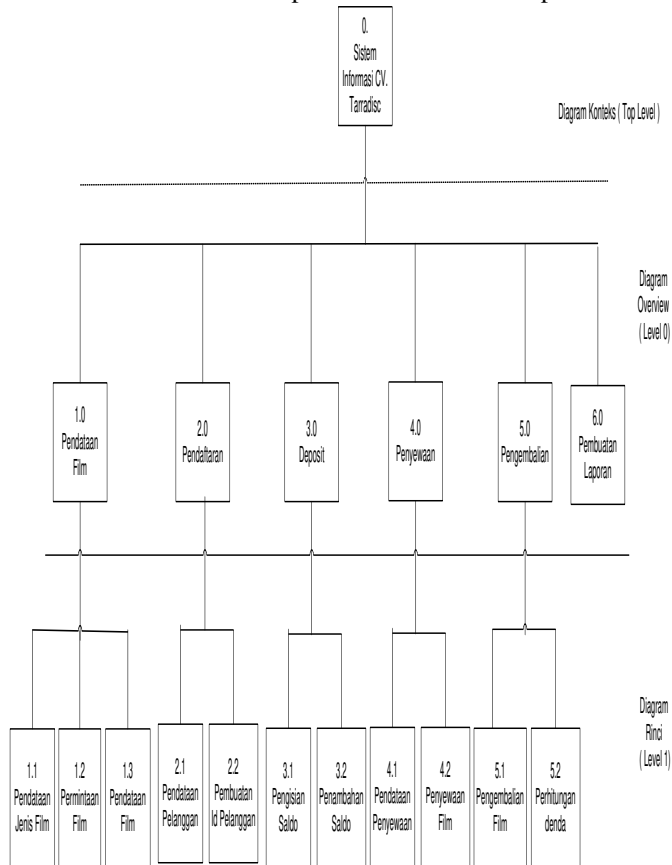 0.
Sistem
Informasi CV.
Tarradisc
Diagram Konteks ( Top Level )
Diagram
Overview
( Level 0)
1.0
Pendataan
Film
2.0
Pendaftaran
3.0
Deposit
4.0
Penyewaan
5.0
Pengembalian
6.0
Pembuatan
Laporan
Diagram
Rinci
( Level 1)
1.1
Pendataan
Jenis Film
1.2
Permintaan
Film
1.3
Pendataan
Film
2.1
Pendataan
Pelanggan
2.2
Pembuatan
Id Pelanggan
3.1
Pengisian
Saldo
3.2
Penambahan
Saldo
4.1
Pendataan
Penyewaan
4.2
Penyewaan
Film
5.1
Pengembalian
Film
5.2
Perhitungan
denda